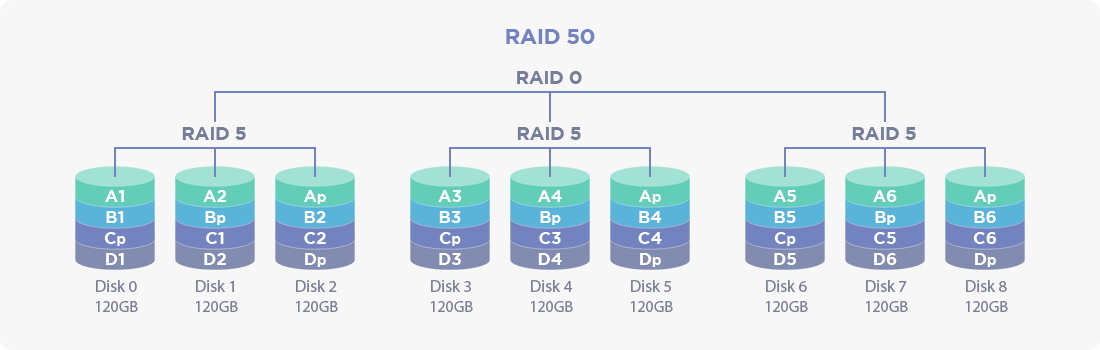 RAID 50
RAID 0
RAID 5 RAID 5 RAID 5
A1 A2 Ap A3 A4 Ap A5 A6 Ap
B1 Bp B2 B3 Bp B4 B5 Bp B6
Cp C1 C2 Cp C3 C4 Cp C5 C6
D1 D2 Dp D3 D4 Dp D5 D6 Dp
Disk 0 Disk 1 Disk 2 Disk 3 Disk 4 Disk 5 Disk 6 Disk 7 Disk 8
120GB 120GB 120GB 120GB 120GB 120GB 120GB 120GB 120GB